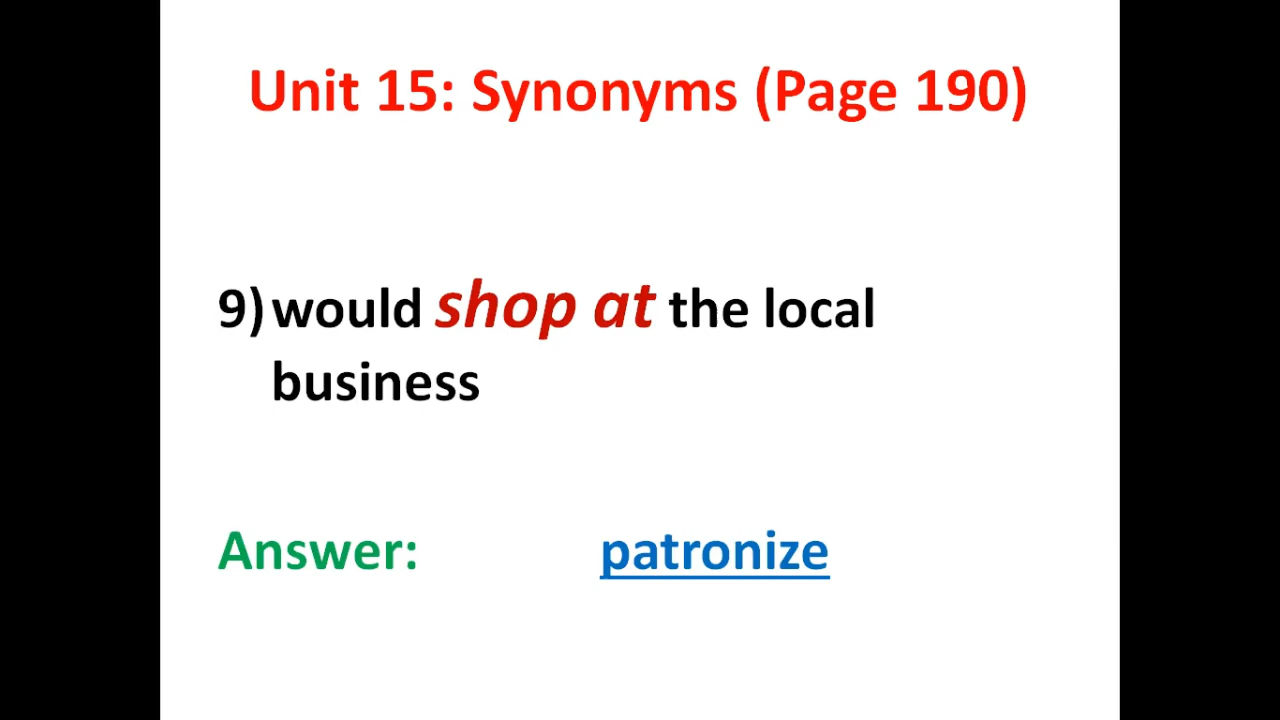 Unit 15: Synonyms (Page 190)
9) would shop at the local
business
Answer: patronize